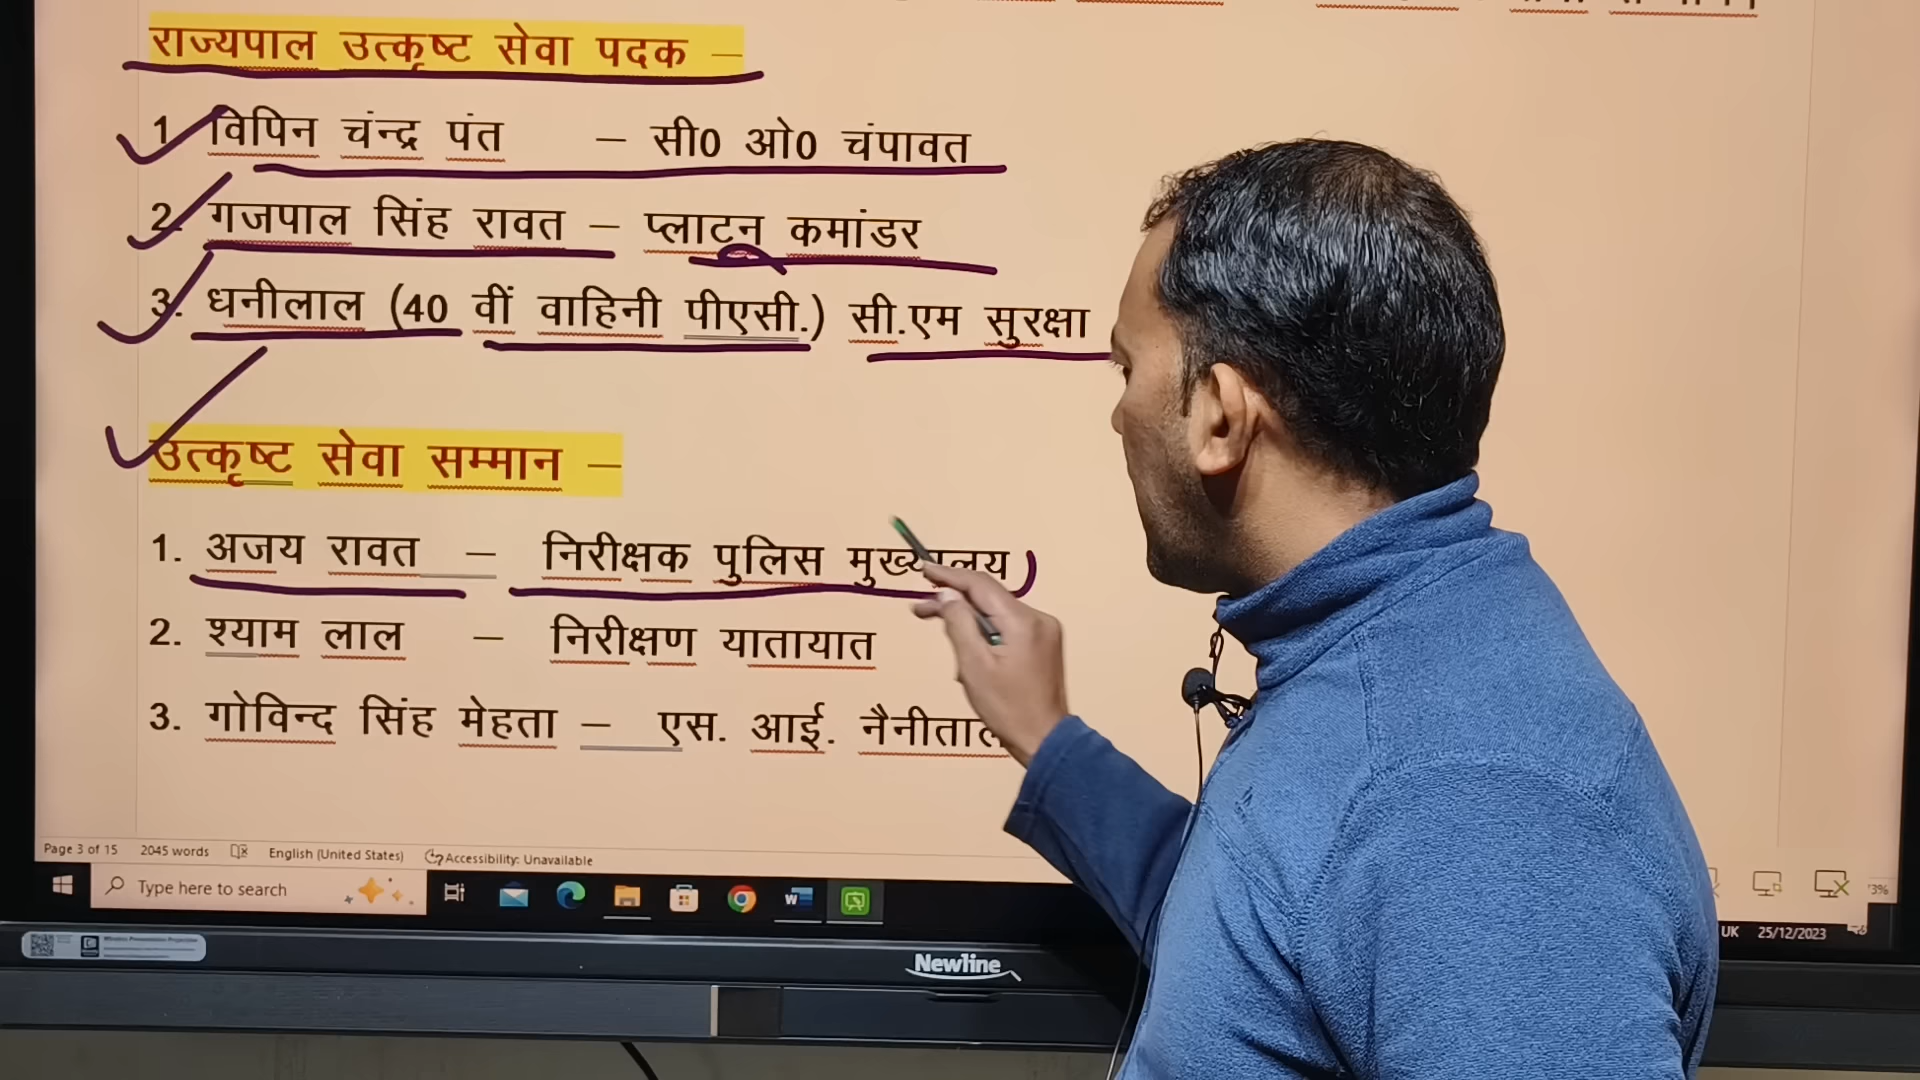 राज्यपाल उत्कृष्ट सेवा पदक –
1. विपिन चंन्द्र पंत – सी0 ओ0 चंपावत
2. गजपाल सिंह रावत – प्लाटन कमांडर
3. धनीलाल (40 वीं वाहिनी पीएसी.) सी.एम सुरक्षा
उत्कृष्ट सेवा सम्मान –
1. अजय रावत – निरीक्षक पुलिस मुख्यालय
2. श्याम लाल – निरीक्षण यातायात
3. गोविन्द सिंह मेहता – एस. आई. नैनीताल
Page 3 of 15 2045 words English (United States) Accessibility: Unavailable
Type here to search
UK 25/12/2023
Newline